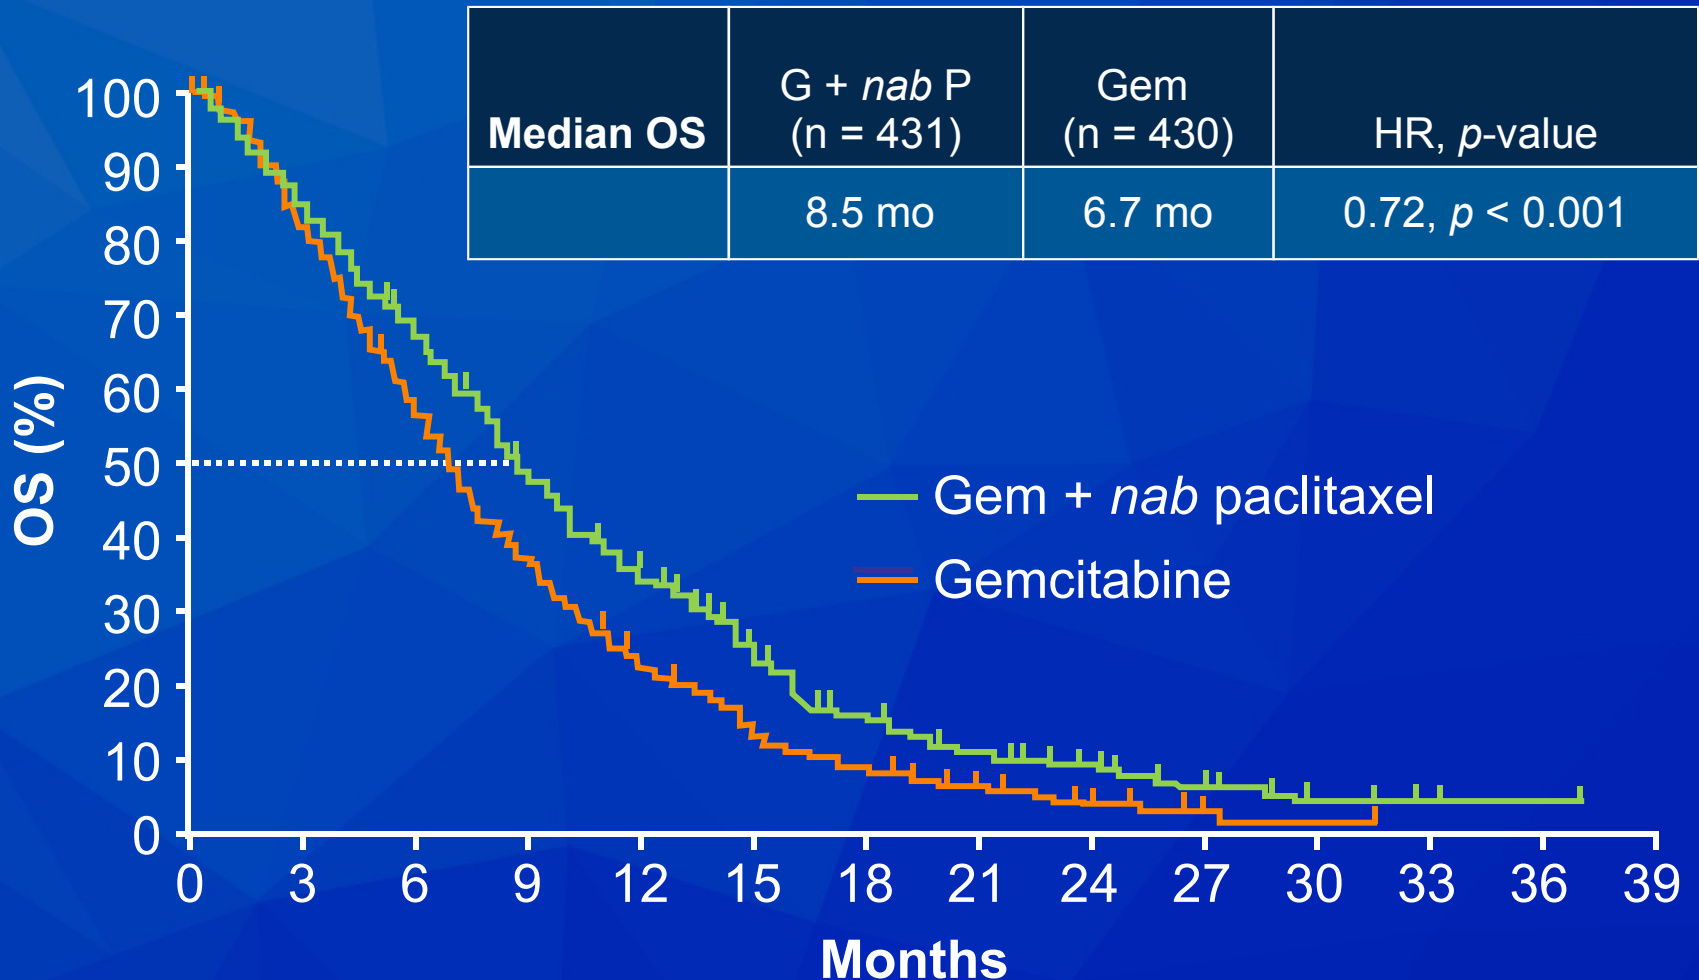 Median OS
G + nab P
(n = 431)
Gem
(n = 430)
HR, p-value
8.5 mo
6.7 mo
0.72, p < 0.001
OS (%)
100
90
80
70
60
50
40
30
20
10
0
Gem + nab paclitaxel
Gemcitabine
0 3 6 9 12 15 18 21 24 27 30 33 36 39
Months